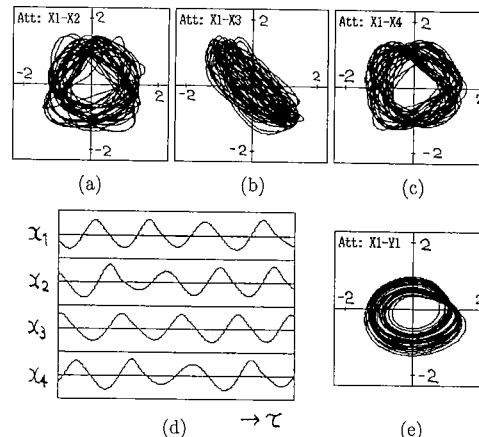 Att: X1-X2
2
-2
2
-2
(a)
Att: X1-X3
2
-2
2
-2
(b)
Att: X1-X4
2
-2
2
-2
(c)
x1
x2
x3
x4
(d)
→ τ
Att: X1-Y1
2
-2
2
-2
(e)